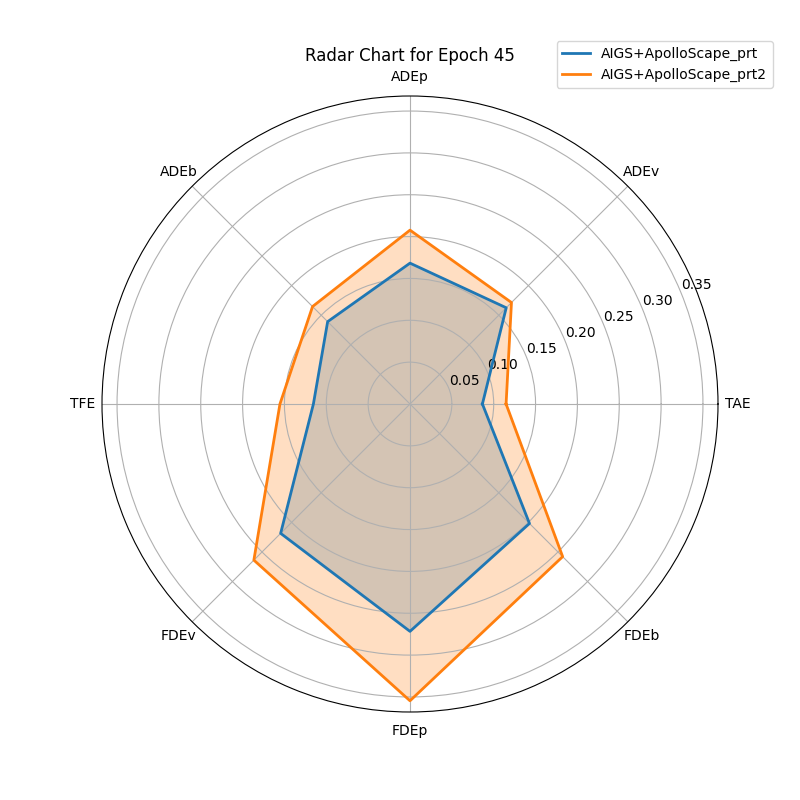 Radar Chart for Epoch 45
AIGS+ApolloScape_prt
AIGS+ApolloScape_prt2
ADEp
ADEb
ADEv
0.35
0.30
0.25
0.20
0.15
0.10
0.05
TFE
TAE
FDEv
FDEb
FDEp